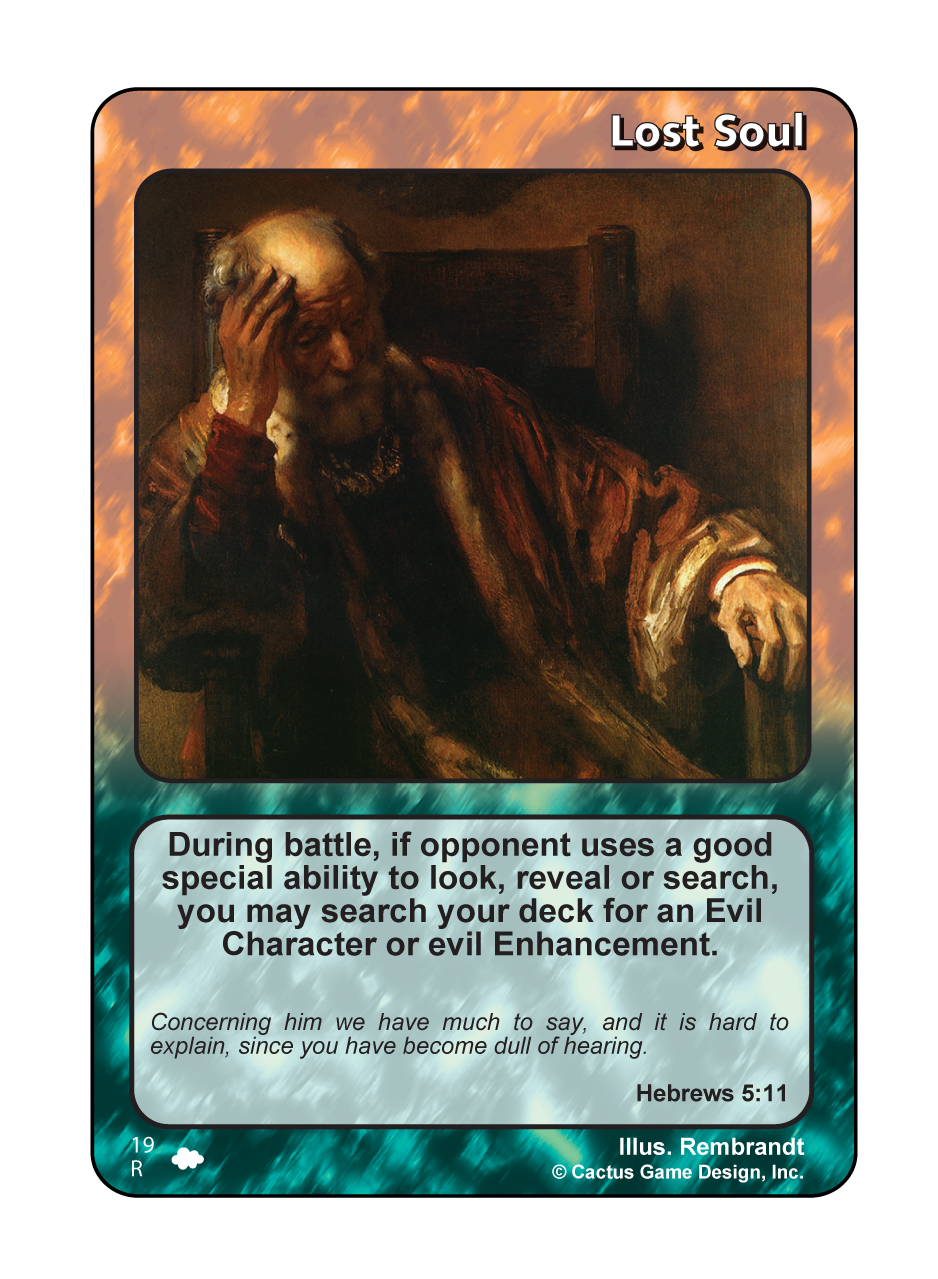 Lost Soul
During battle, if opponent uses a good
special ability to look, reveal or search,
you may search your deck for an Evil
Character or evil Enhancement.
Concerning him we have much to say, and it is hard to
explain, since you have become dull of hearing.
Hebrews 5:11
19
R
Illus. Rembrandt
© Cactus Game Design, Inc.